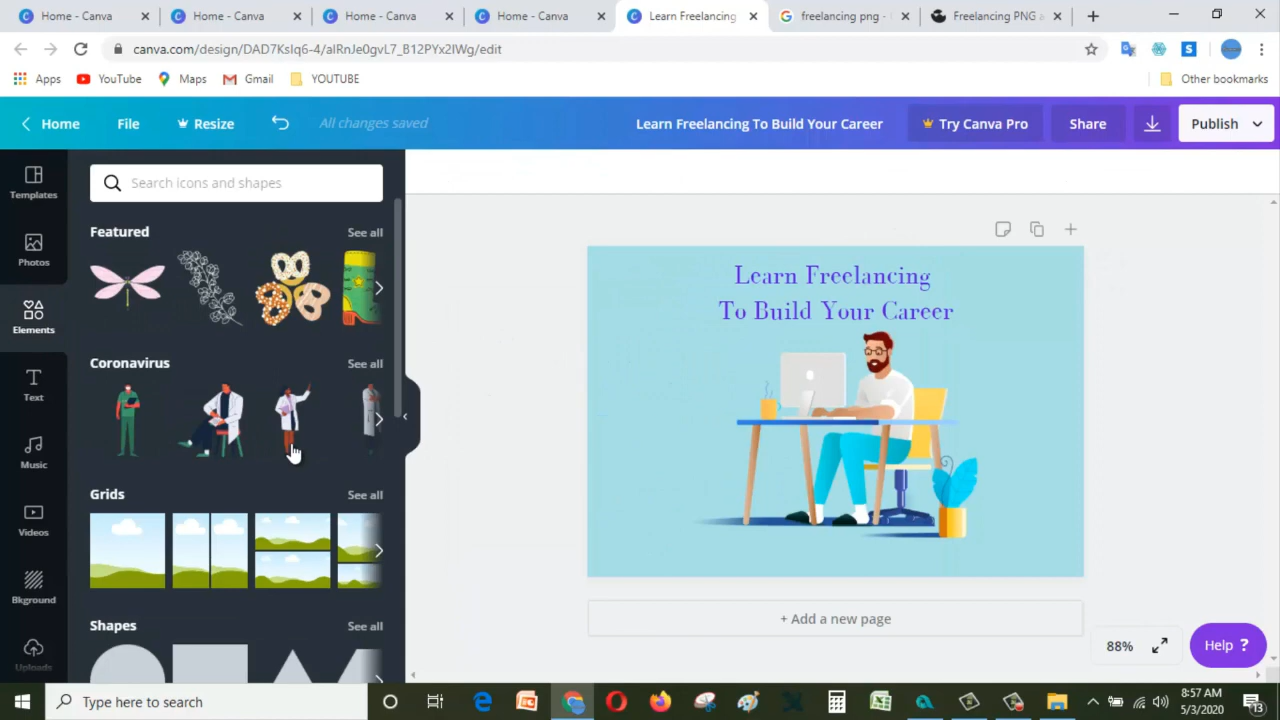 Home - Canva
Home - Canva
Home - Canva
Home - Canva
Learn Freelancing
freelancing png -
Freelancing PNG a
canva.com/design/DAD7KsIq6-4/aIRnJe0gvL7_B12PYx2IWg/edit
Apps
YouTube
Maps
Gmail
YOUTUBE
Other bookmarks
Home
File
Resize
All changes saved
Learn Freelancing To Build Your Career
Try Canva Pro
Share
Publish
Templates
Photos
Elements
Text
Music
Videos
Bkground
Uploads
Search icons and shapes
Featured
See all
Coronavirus
See all
Grids
See all
Shapes
See all
Learn Freelancing
To Build Your Career
+ Add a new page
88%
Help ?
Type here to search
8:57 AM
5/3/2020
13